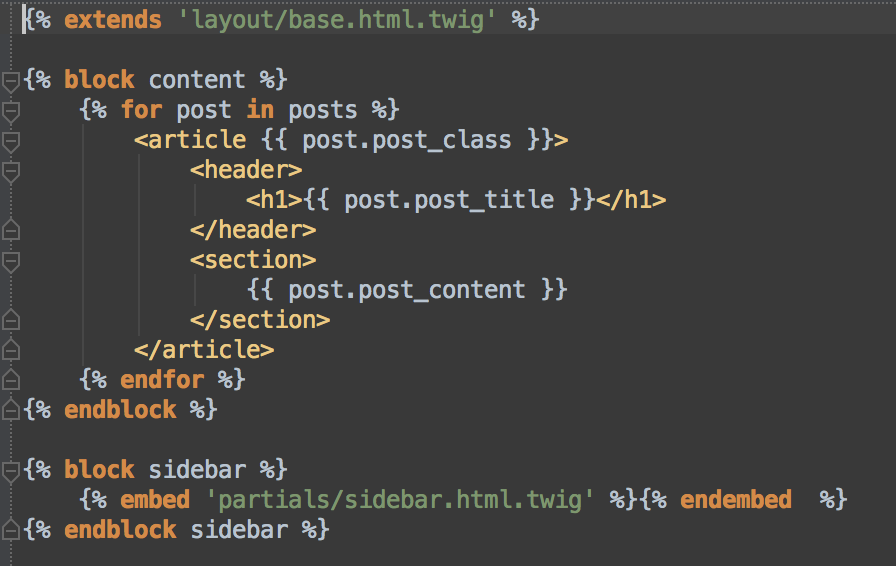 {% extends 'layout/base.html.twig' %}
{% block content %}
{% for post in posts %}
<article {{ post.post_class }}>
<header>
<h1>{{ post.post_title }}</h1>
</header>
<section>
{{ post.post_content }}
</section>
</article>
{% endfor %}
{% endblock %}
{% block sidebar %}
{% embed 'partials/sidebar.html.twig' %}{% endembed  %}
{% endblock sidebar %}